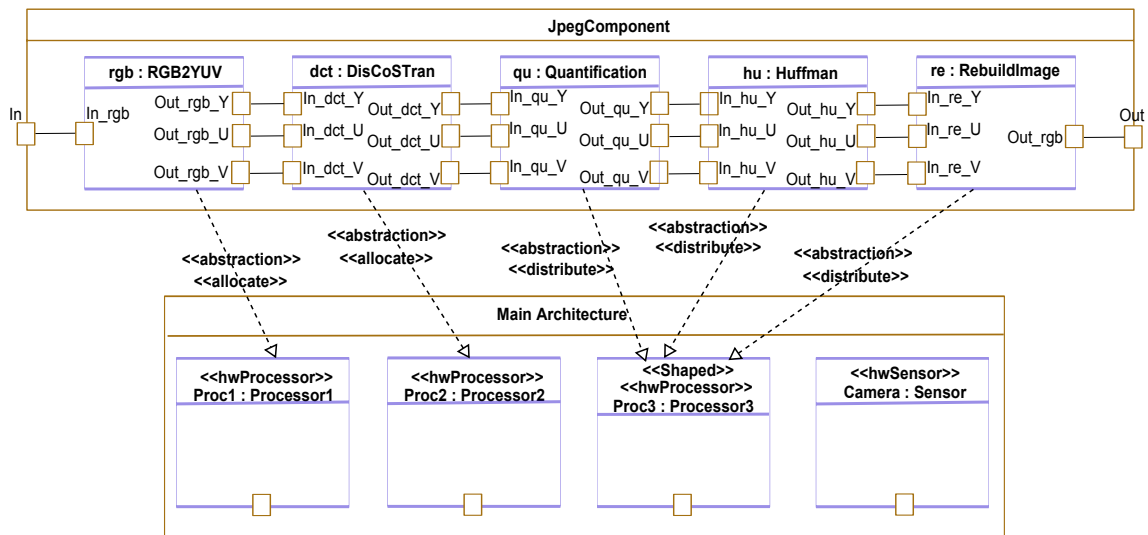 JpegComponent
rgb : RGB2YUV
dct : DisCoSTran
qu : Quantification
hu : Huffman
re : RebuildImage
In
In_rgb
Out_rgb_Y
Out_rgb_U
Out_rgb_V
In_dct_Y
In_dct_U
In_dct_V
Out_dct_Y
Out_dct_U
Out_dct_V
In_qu_Y
In_qu_U
In_qu_V
Out_qu_Y
Out_qu_U
Out_qu_V
In_hu_Y
In_hu_U
In_hu_V
Out_hu_Y
Out_hu_U
Out_hu_V
In_re_Y
In_re_U
In_re_V
Out_rgb
Out
<<abstraction>>
<<allocate>>
<<abstraction>>
<<allocate>>
<<abstraction>>
<<distribute>>
<<abstraction>>
<<distribute>>
<<abstraction>>
<<distribute>>
Main Architecture
<<hwProcessor>>
Proc1 : Processor1
<<hwProcessor>>
Proc2 : Processor2
<<Shaped>>
<<hwProcessor>>
Proc3 : Processor3
<<hwSensor>>
Camera : Sensor